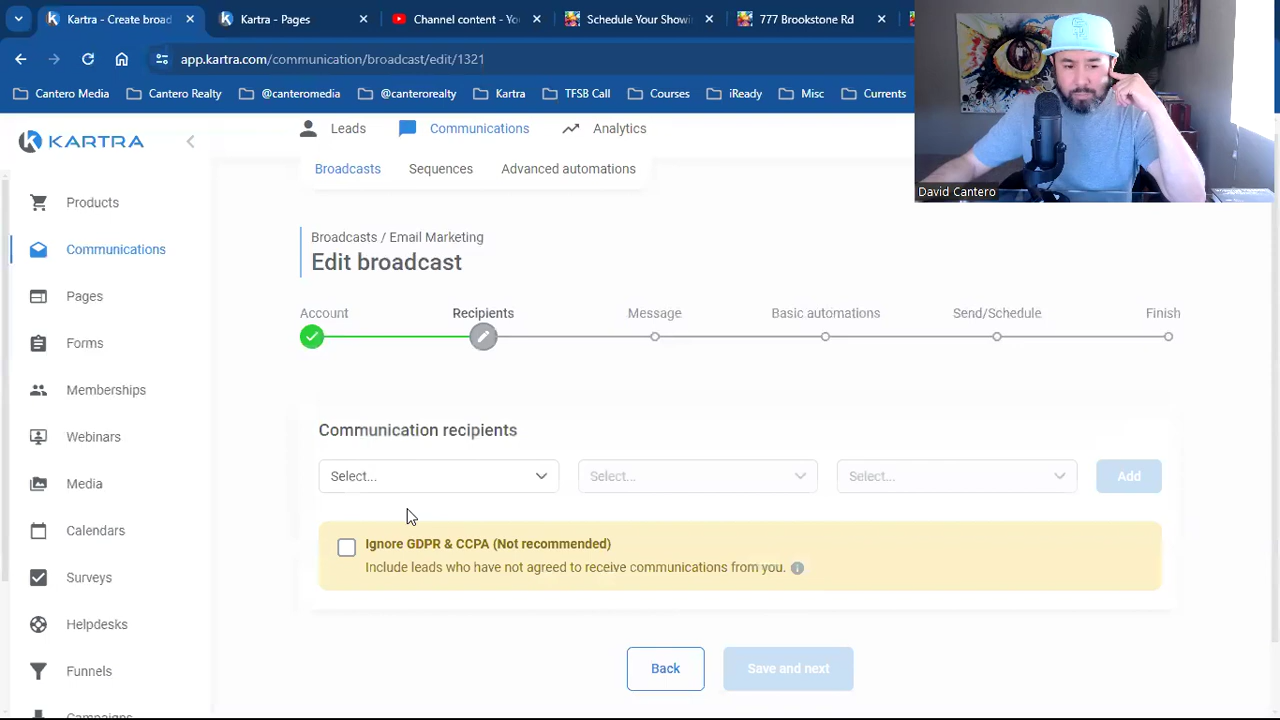 Kartra - Create broad
Kartra - Pages
Channel content - Yo
Schedule Your Showi
777 Brookstone Rd
app.kartra.com/communication/broadcast/edit/1321
Cantero Media
Cantero Realty
@canteromedia
@canterorealty
Kartra
TFSB Call
Courses
iReady
Misc
Currents
David Cantero
KARTRA
Leads
Communications
Analytics
Broadcasts
Sequences
Advanced automations
Products
Communications
Pages
Forms
Memberships
Webinars
Media
Calendars
Surveys
Helpdesks
Funnels
Campaigns
Broadcasts / Email Marketing
Edit broadcast
Account
Recipients
Message
Basic automations
Send/Schedule
Finish
Communication recipients
Select...
Select...
Select...
Add
Ignore GDPR & CCPA (Not recommended)
Include leads who have not agreed to receive communications from you.
Back
Save and next